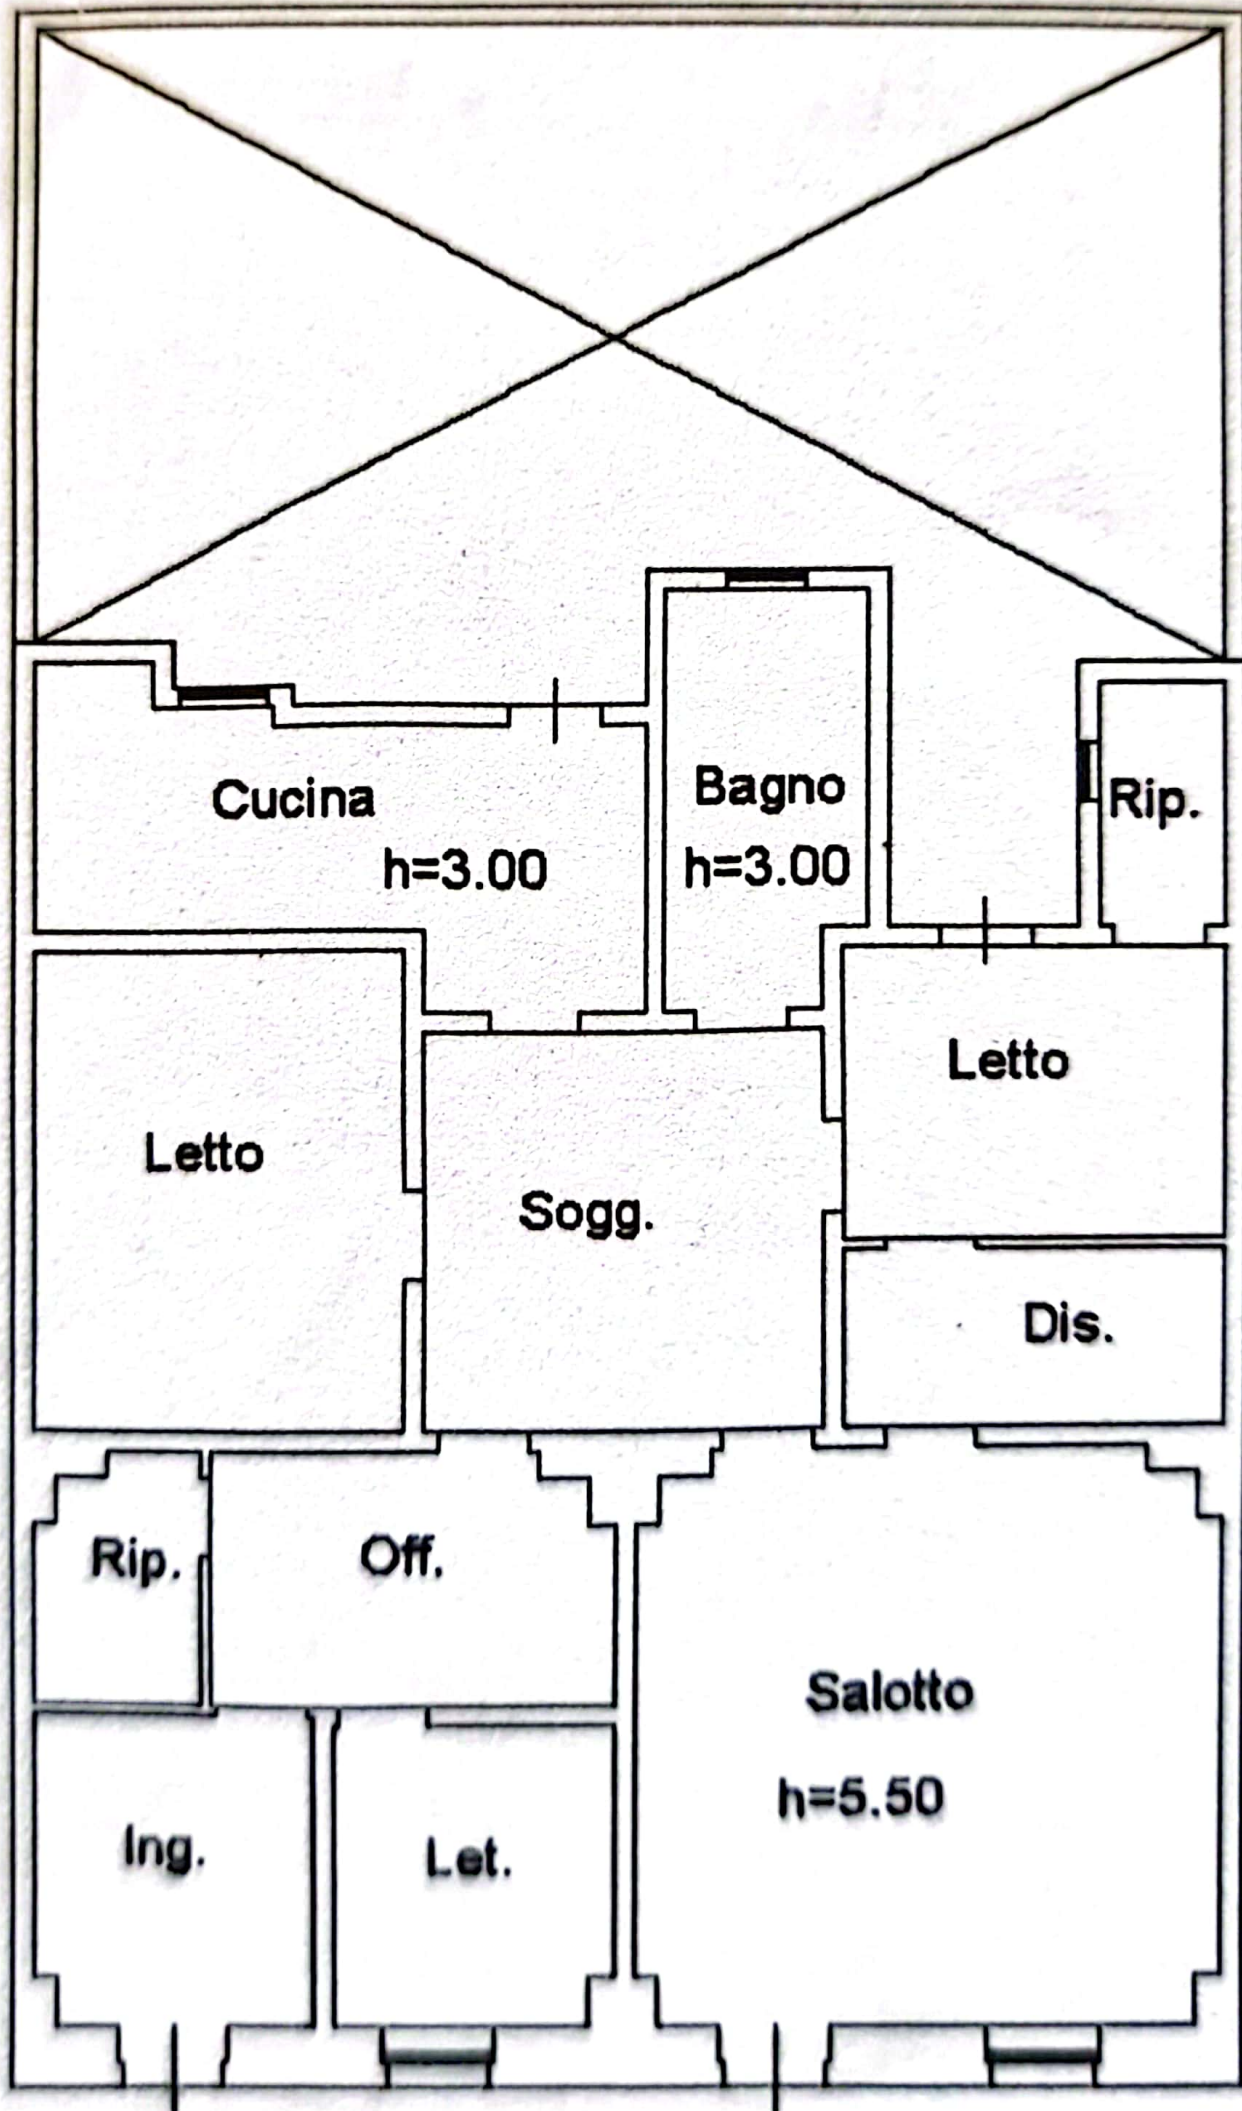 Cucina
h=3.00
Bagno
h=3.00
Rip.
Letto
Letto
Sogg.
Dis.
Rip.
Off.
Salotto
h=5.50
Ing.
Let.